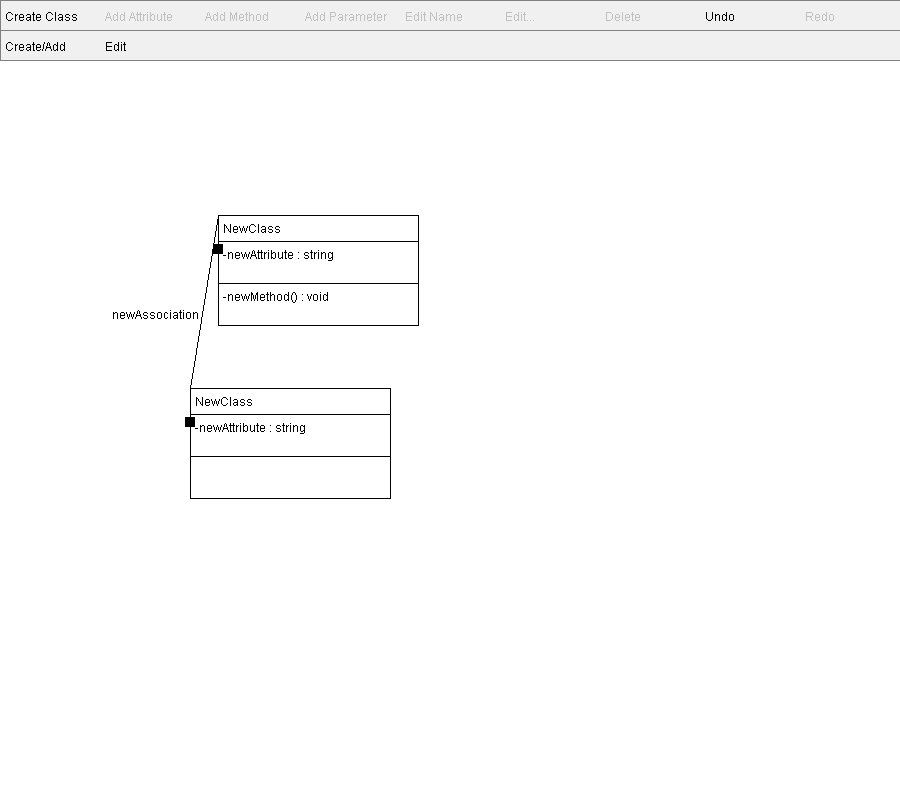 Create Class Add Attribute Add Method Add Parameter Edit Name Edit... Delete Undo Redo
Create/Add Edit
NewClass
-newAttribute : string
-newMethod() : void
newAssociation
NewClass
-newAttribute : string